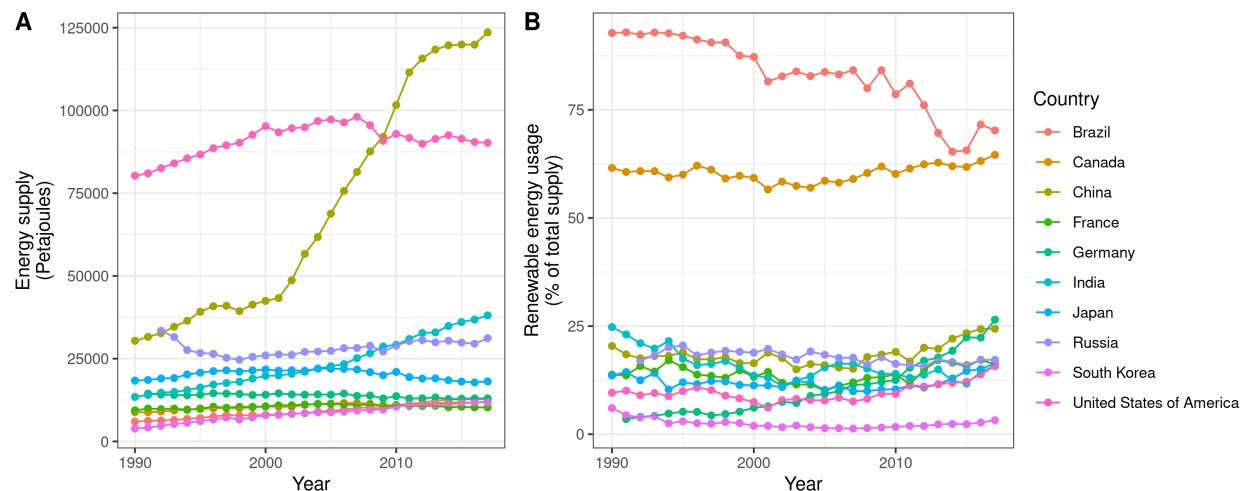 A
Energy supply
(Petajoules)
125000
100000
75000
50000
25000
0
1990
2000
2010
Year
B
Renewable energy usage
(% of total supply)
75
50
25
0
1990
2000
2010
Year
Country
Brazil
Canada
China
France
Germany
India
Japan
Russia
South Korea
United States of America